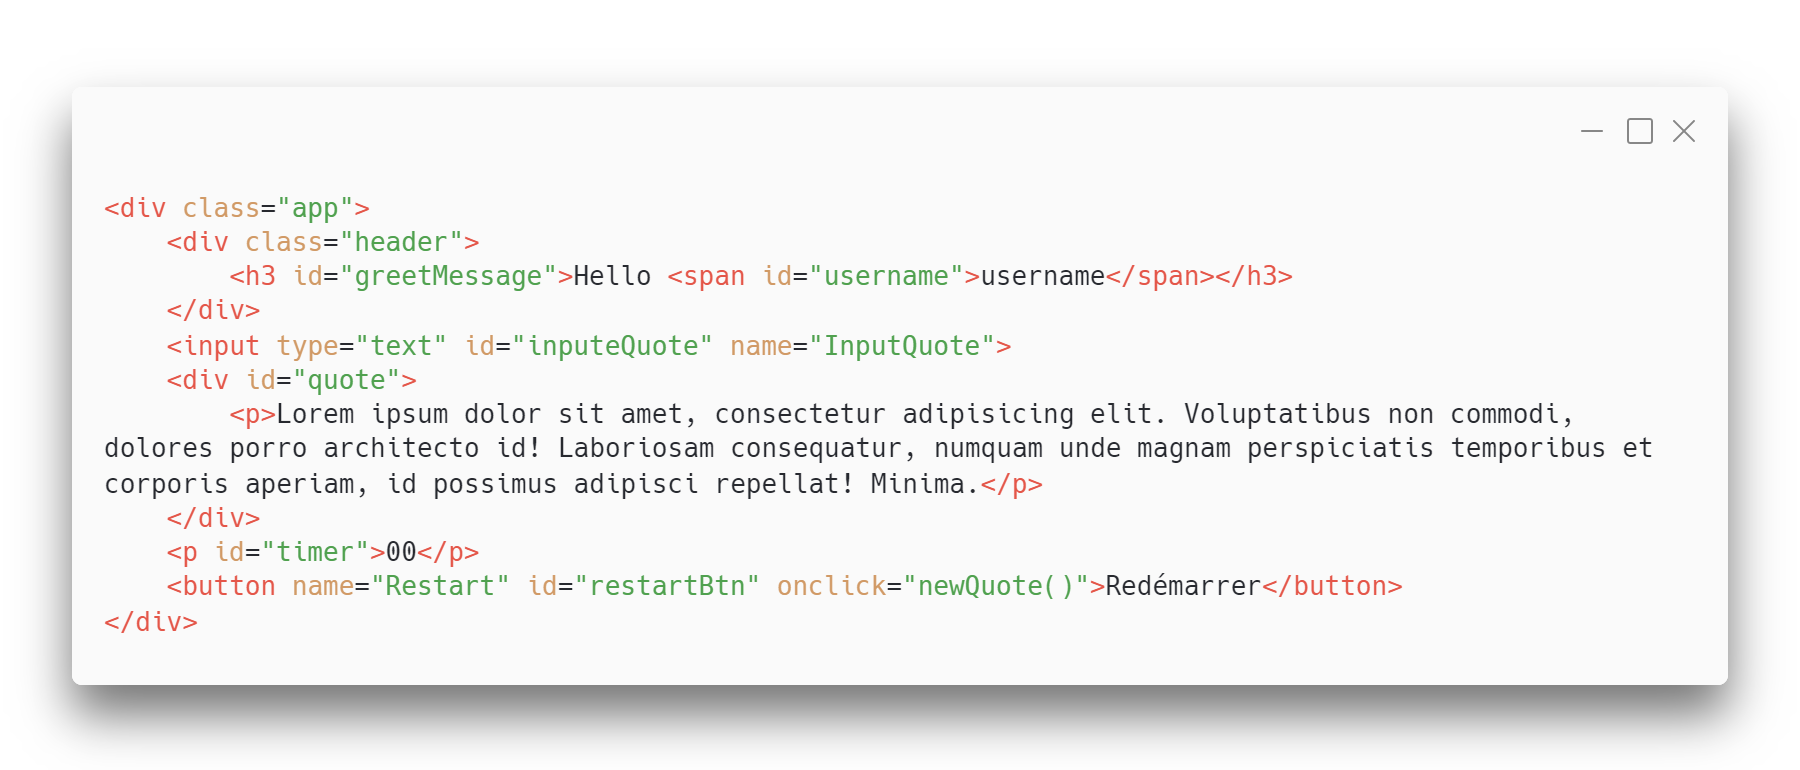 <div class="app">
    <div class="header">
        <h3 id="greetMessage">Hello <span id="username">username</span></h3>
    </div>
    <input type="text" id="inputeQuote" name="InputQuote">
    <div id="quote">
        <p>Lorem ipsum dolor sit amet, consectetur adipisicing elit. Voluptatibus non commodi,
dolores porro architecto id! Laboriosam consequatur, numquam unde magnam perspiciatis temporibus et
corporis aperiam, id possimus adipisci repellat! Minima.</p>
    </div>
    <p id="timer">00</p>
    <button name="Restart" id="restartBtn" onclick="newQuote()">Redémarrer</button>
</div>